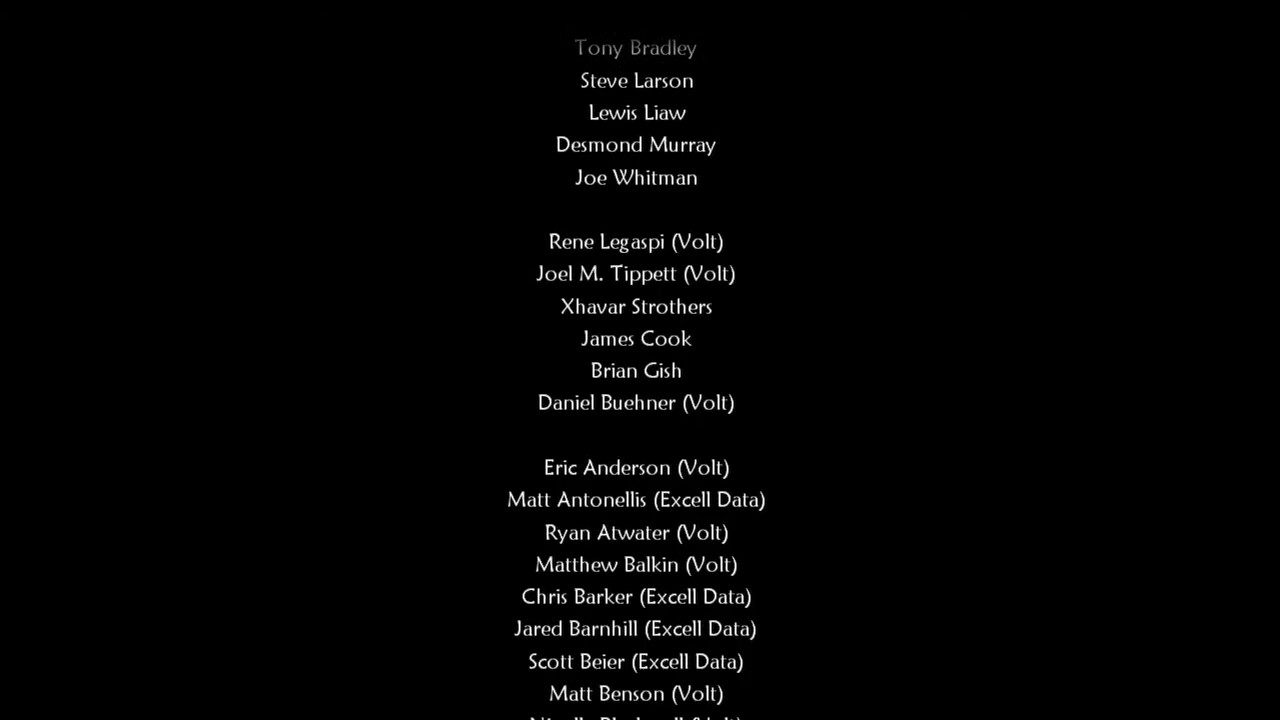 Tony Bradley
Steve Larson
Lewis Liaw
Desmond Murray
Joe Whitman
Rene Legaspi (Volt)
Joel M. Tippett (Volt)
Xhavar Strothers
James Cook
Brian Gish
Daniel Buehner (Volt)
Eric Anderson (Volt)
Matt Antonellis (Excell Data)
Ryan Atwater (Volt)
Matthew Balkin (Volt)
Chris Barker (Excell Data)
Jared Barnhill (Excell Data)
Scott Beier (Excell Data)
Matt Benson (Volt)